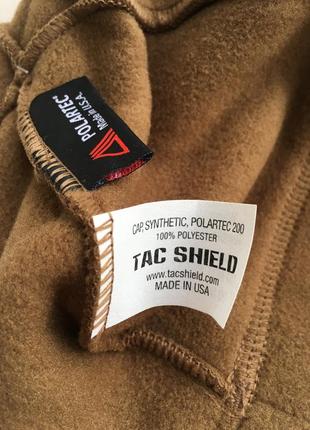 POLARTEC®
Made in U.S.A.
CAP, SYNTHETIC, POLARTEC 200
100% POLYESTER
TAC SHIELD
www.tacshield.com
MADE IN USA